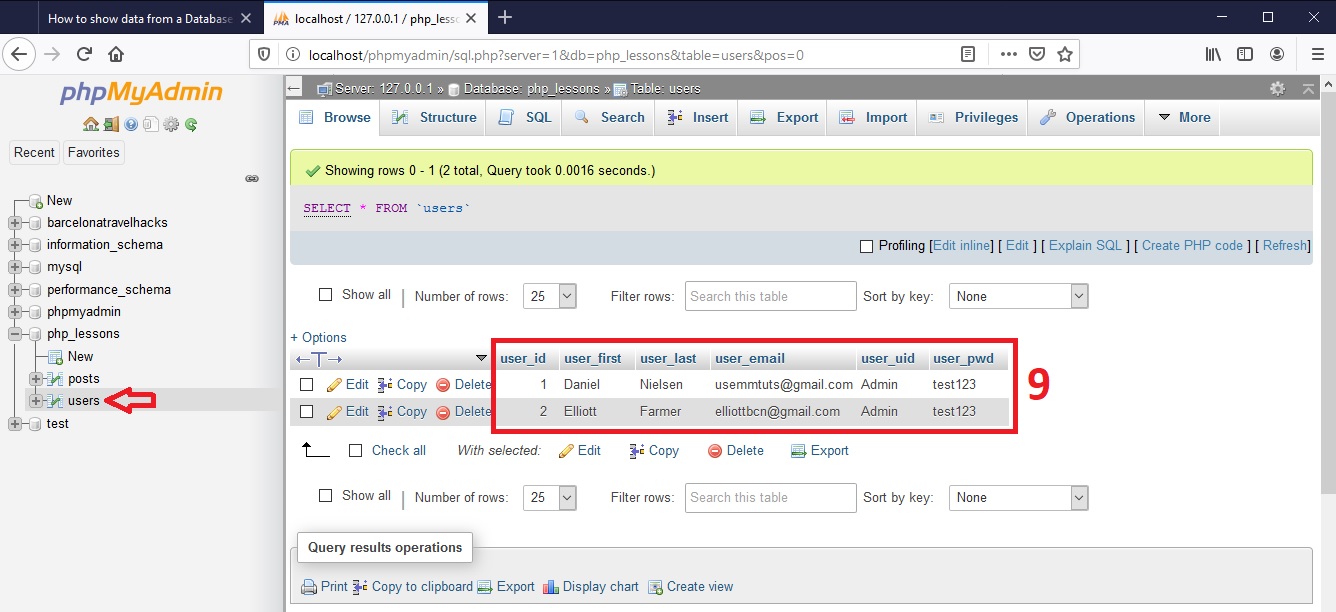 How to show data from a Database
localhost / 127.0.0.1 / php_less
localhost/phpmyadmin/sql.php?server=1&db=php_lessons&table=users&pos=0
phpMyAdmin
Recent Favorites
New
barcelonatravelhacks
information_schema
mysql
performance_schema
phpmyadmin
php_lessons
New
posts
users
test
Server: 127.0.0.1 » Database: php_lessons » Table: users
Browse Structure SQL Search Insert Export Import Privileges Operations More
Showing rows 0 - 1 (2 total, Query took 0.0016 seconds.)
SELECT * FROM `users`
Profiling [Edit inline] [ Edit ] [ Explain SQL ] [ Create PHP code ] [ Refresh]
Show all | Number of rows: 25 Filter rows: Search this table Sort by key: None
+ Options
user_id user_first user_last user_email user_uid user_pwd
Edit Copy Delete 1 Daniel Nielsen usemmtuts@gmail.com Admin test123
Edit Copy Delete 2 Elliott Farmer elliottbcn@gmail.com Admin test123
9
Check all With selected: Edit Copy Delete Export
Show all | Number of rows: 25 Filter rows: Search this table Sort by key: None
Query results operations
Print Copy to clipboard Export Display chart Create view